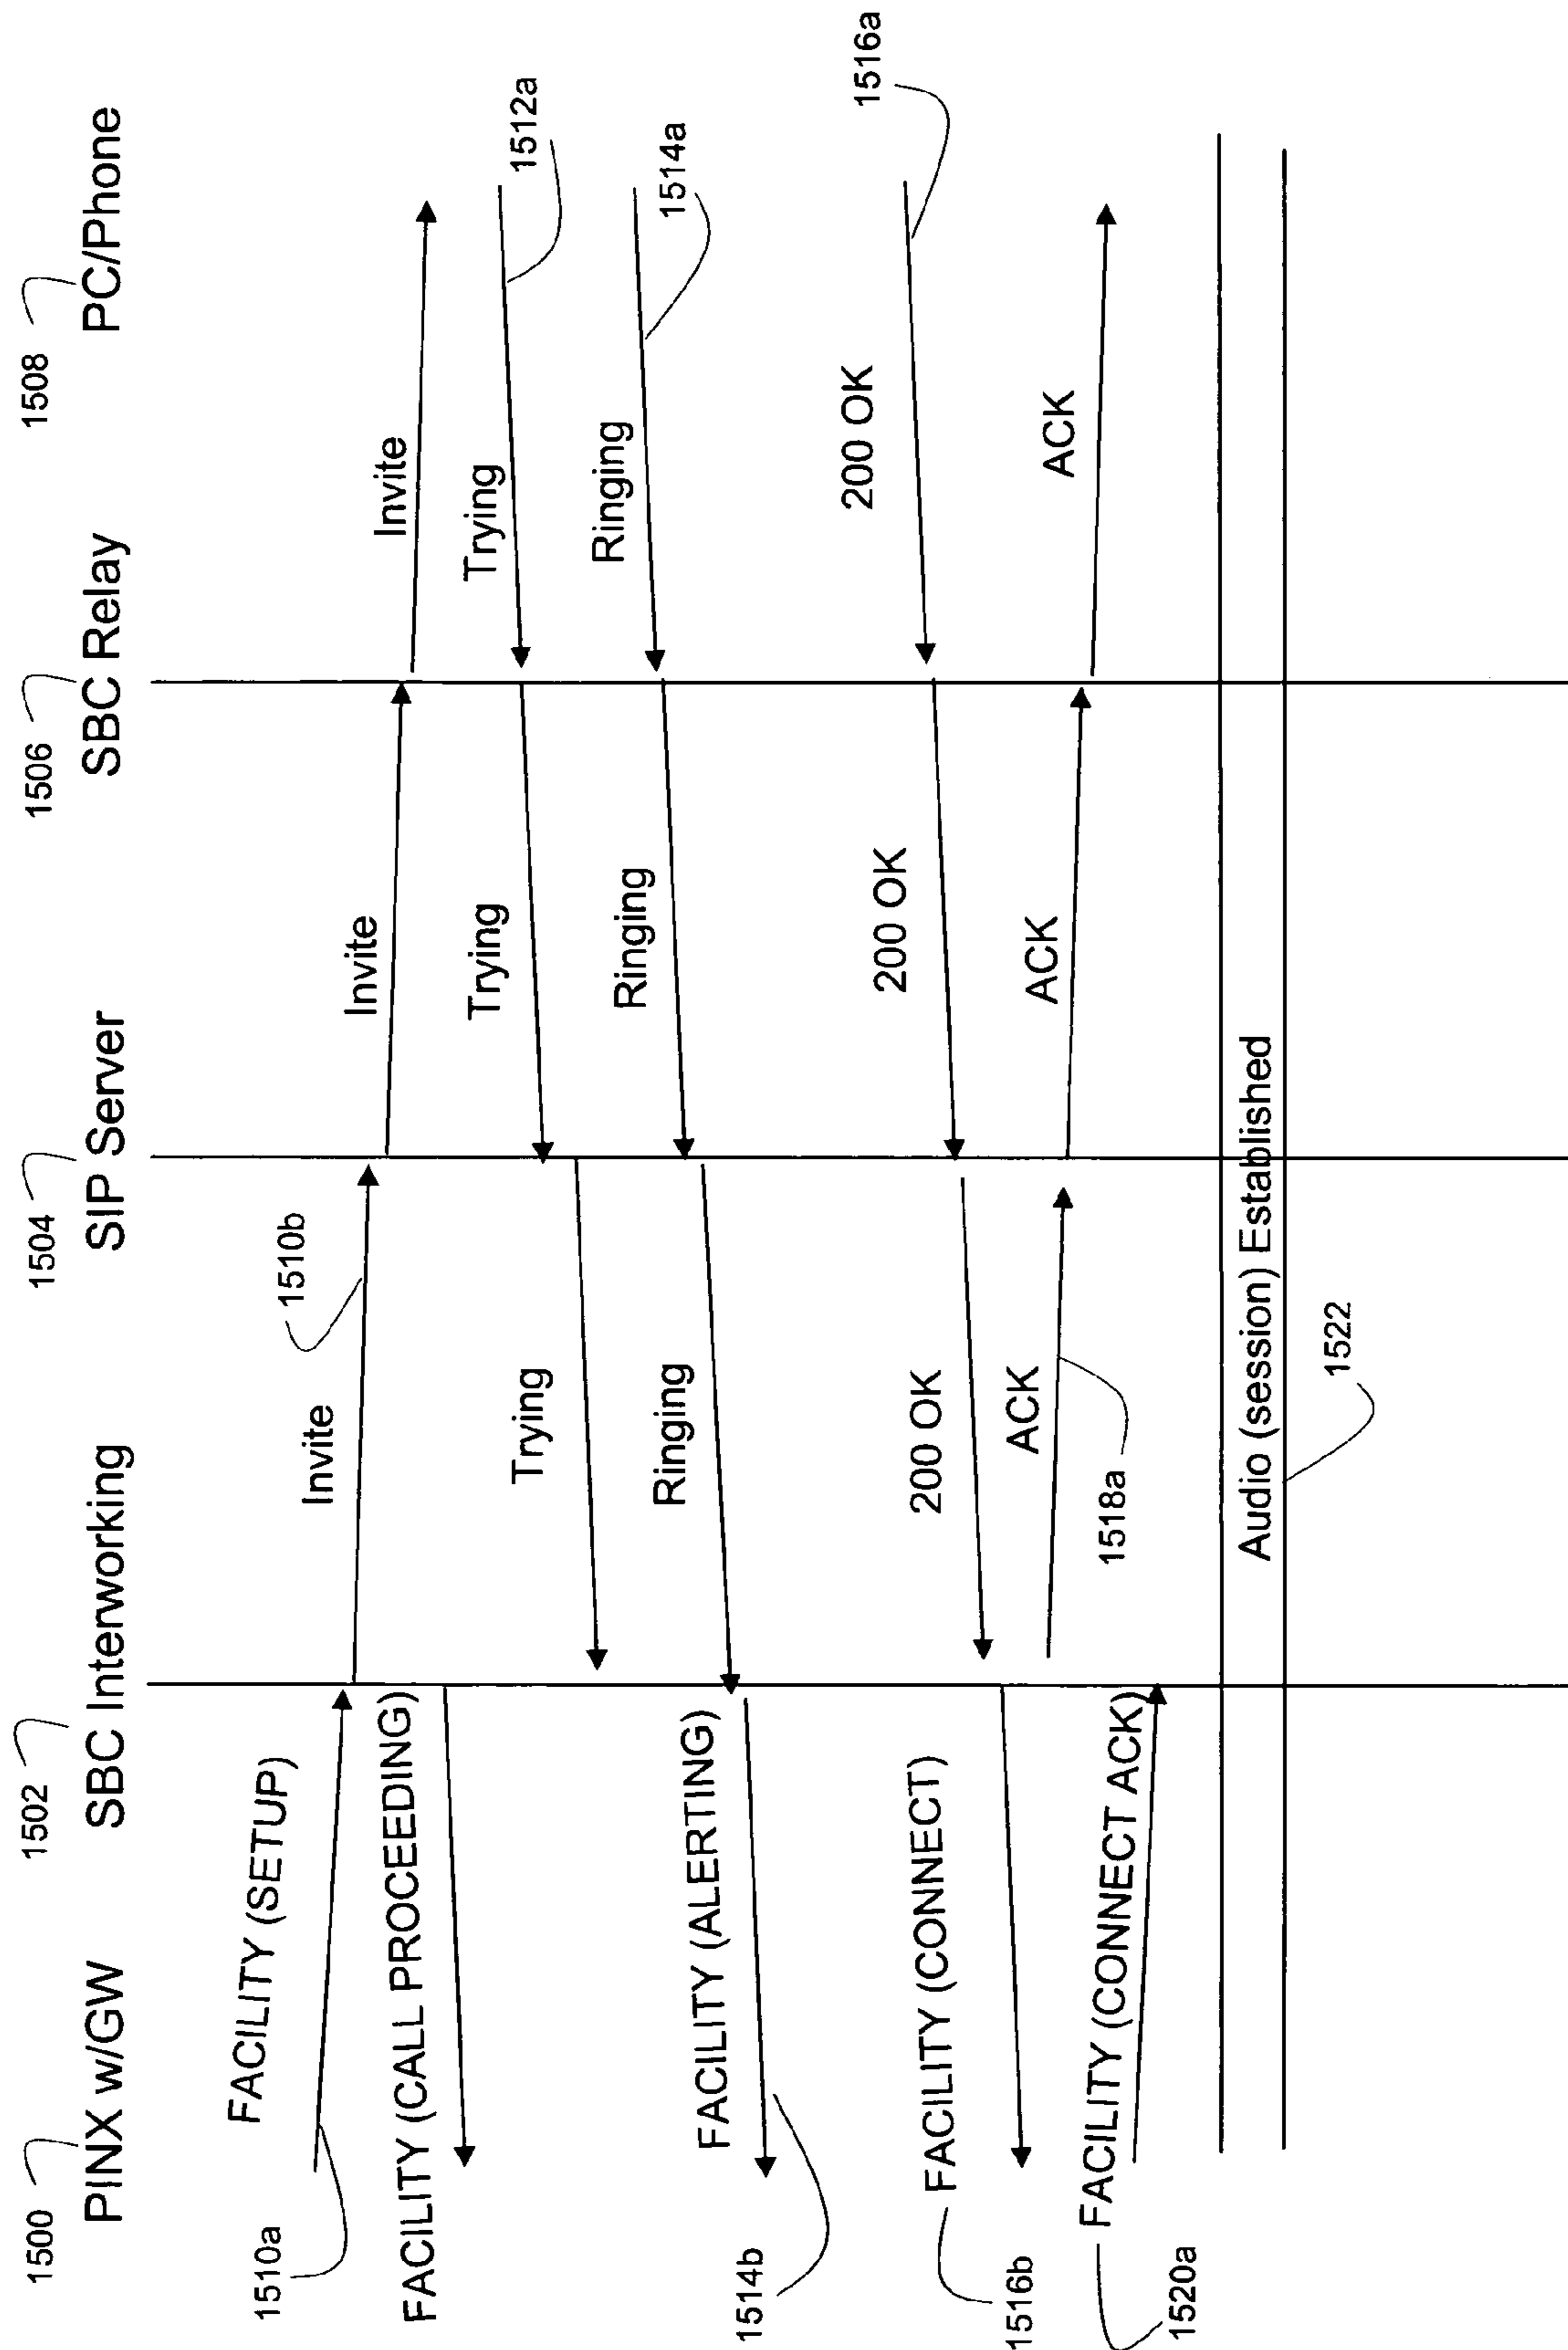 1500
1502
1504
1506
1508
PINX w/GW
SBC Interworking
SIP Server
SBC Relay
PC/Phone
1510a
FACILITY (SETUP)
Invite
1510b
Invite
Invite
FACILITY (CALL PROCEEDING)
Trying
Trying
Trying
1512a
1514b
FACILITY (ALERTING)
Ringing
Ringing
Ringing
1514a
1516b
FACILITY (CONNECT)
200 OK
200 OK
200 OK
1516a
1520a
FACILITY (CONNECT ACK)
ACK
1518a
ACK
ACK
Audio (session) Established
1522